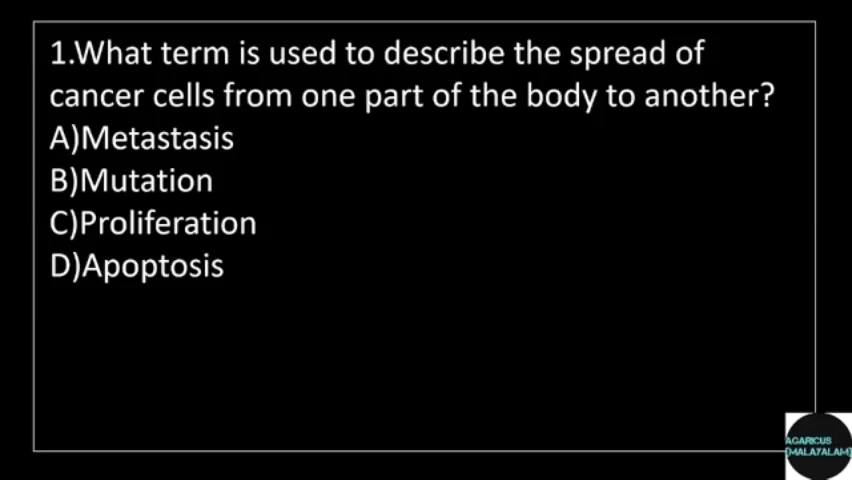 1.What term is used to describe the spread of
cancer cells from one part of the body to another?
A)Metastasis
B)Mutation
C)Proliferation
D)Apoptosis
AGARICUS
(MALAYALAM)